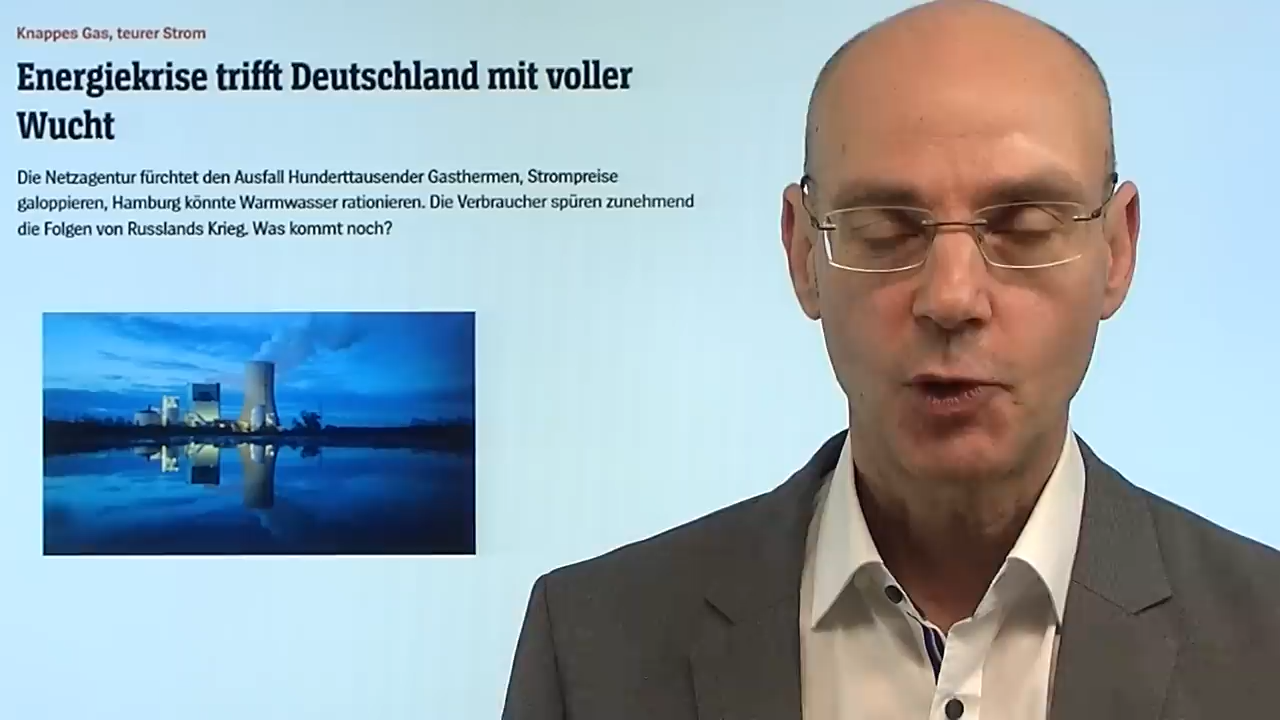 Knappes Gas, teurer Strom
Energiekrise trifft Deutschland mit voller
Wucht
Die Netzagentur fürchtet den Ausfall Hunderttausender Gasthermen, Strompreise
galoppieren, Hamburg könnte Warmwasser rationieren. Die Verbraucher spüren zunehmend
die Folgen von Russlands Krieg. Was kommt noch?